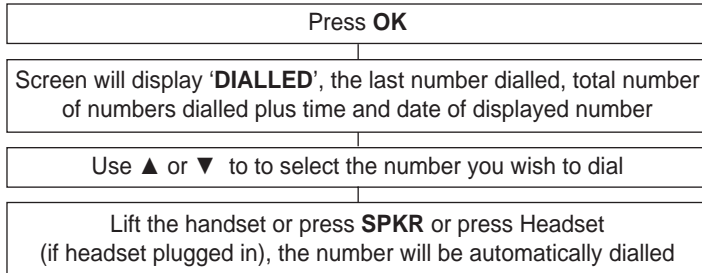 Press OK
Screen will display ‘DIALLED’, the last number dialled, total number
of numbers dialled plus time and date of displayed number
Use ▲ or ▼ to to select the number you wish to dial
Lift the handset or press SPKR or press Headset
(if headset plugged in), the number will be automatically dialled